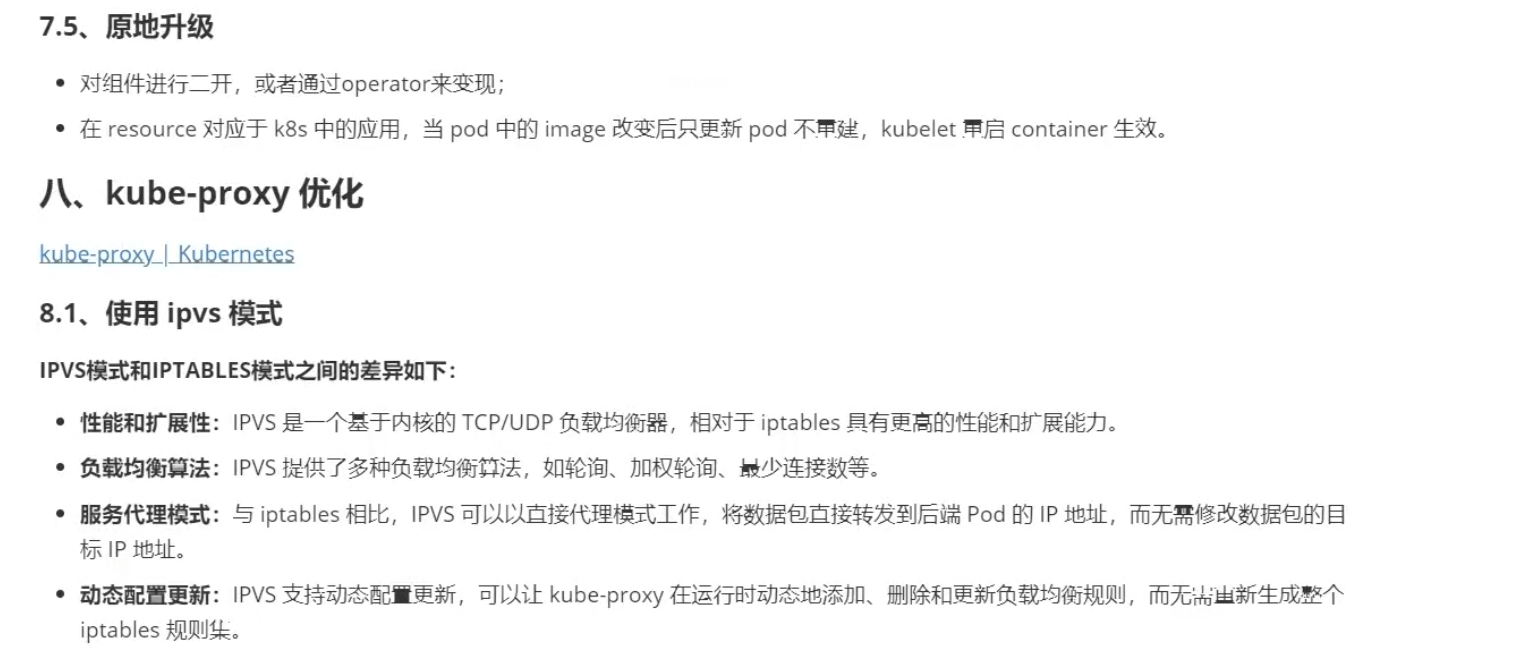 7.5、原地升级
对组件进行二开，或者通过operator来变现；
在 resource 对应于 k8s 中的应用，当 pod 中的 image 改变后只更新 pod 不重建，kubelet 重启 container 生效。
八、kube-proxy 优化
kube-proxy | Kubernetes
8.1、使用 ipvs 模式
IPVS模式和IPTABLES模式之间的差异如下：
性能和扩展性：IPVS 是一个基于内核的 TCP/UDP 负载均衡器，相对于 iptables 具有更高的性能和扩展能力。
负载均衡算法：IPVS 提供了多种负载均衡算法，如轮询、加权轮询、最少连接数等。
服务代理模式：与 iptables 相比，IPVS 可以以直接代理模式工作，将数据包直接转发到后端 Pod 的 IP 地址，而无需修改数据包的目
标 IP 地址。
动态配置更新：IPVS 支持动态配置更新，可以让 kube-proxy 在运行时动态地添加、删除和更新负载均衡规则，而无需重新生成整个
iptables 规则集。